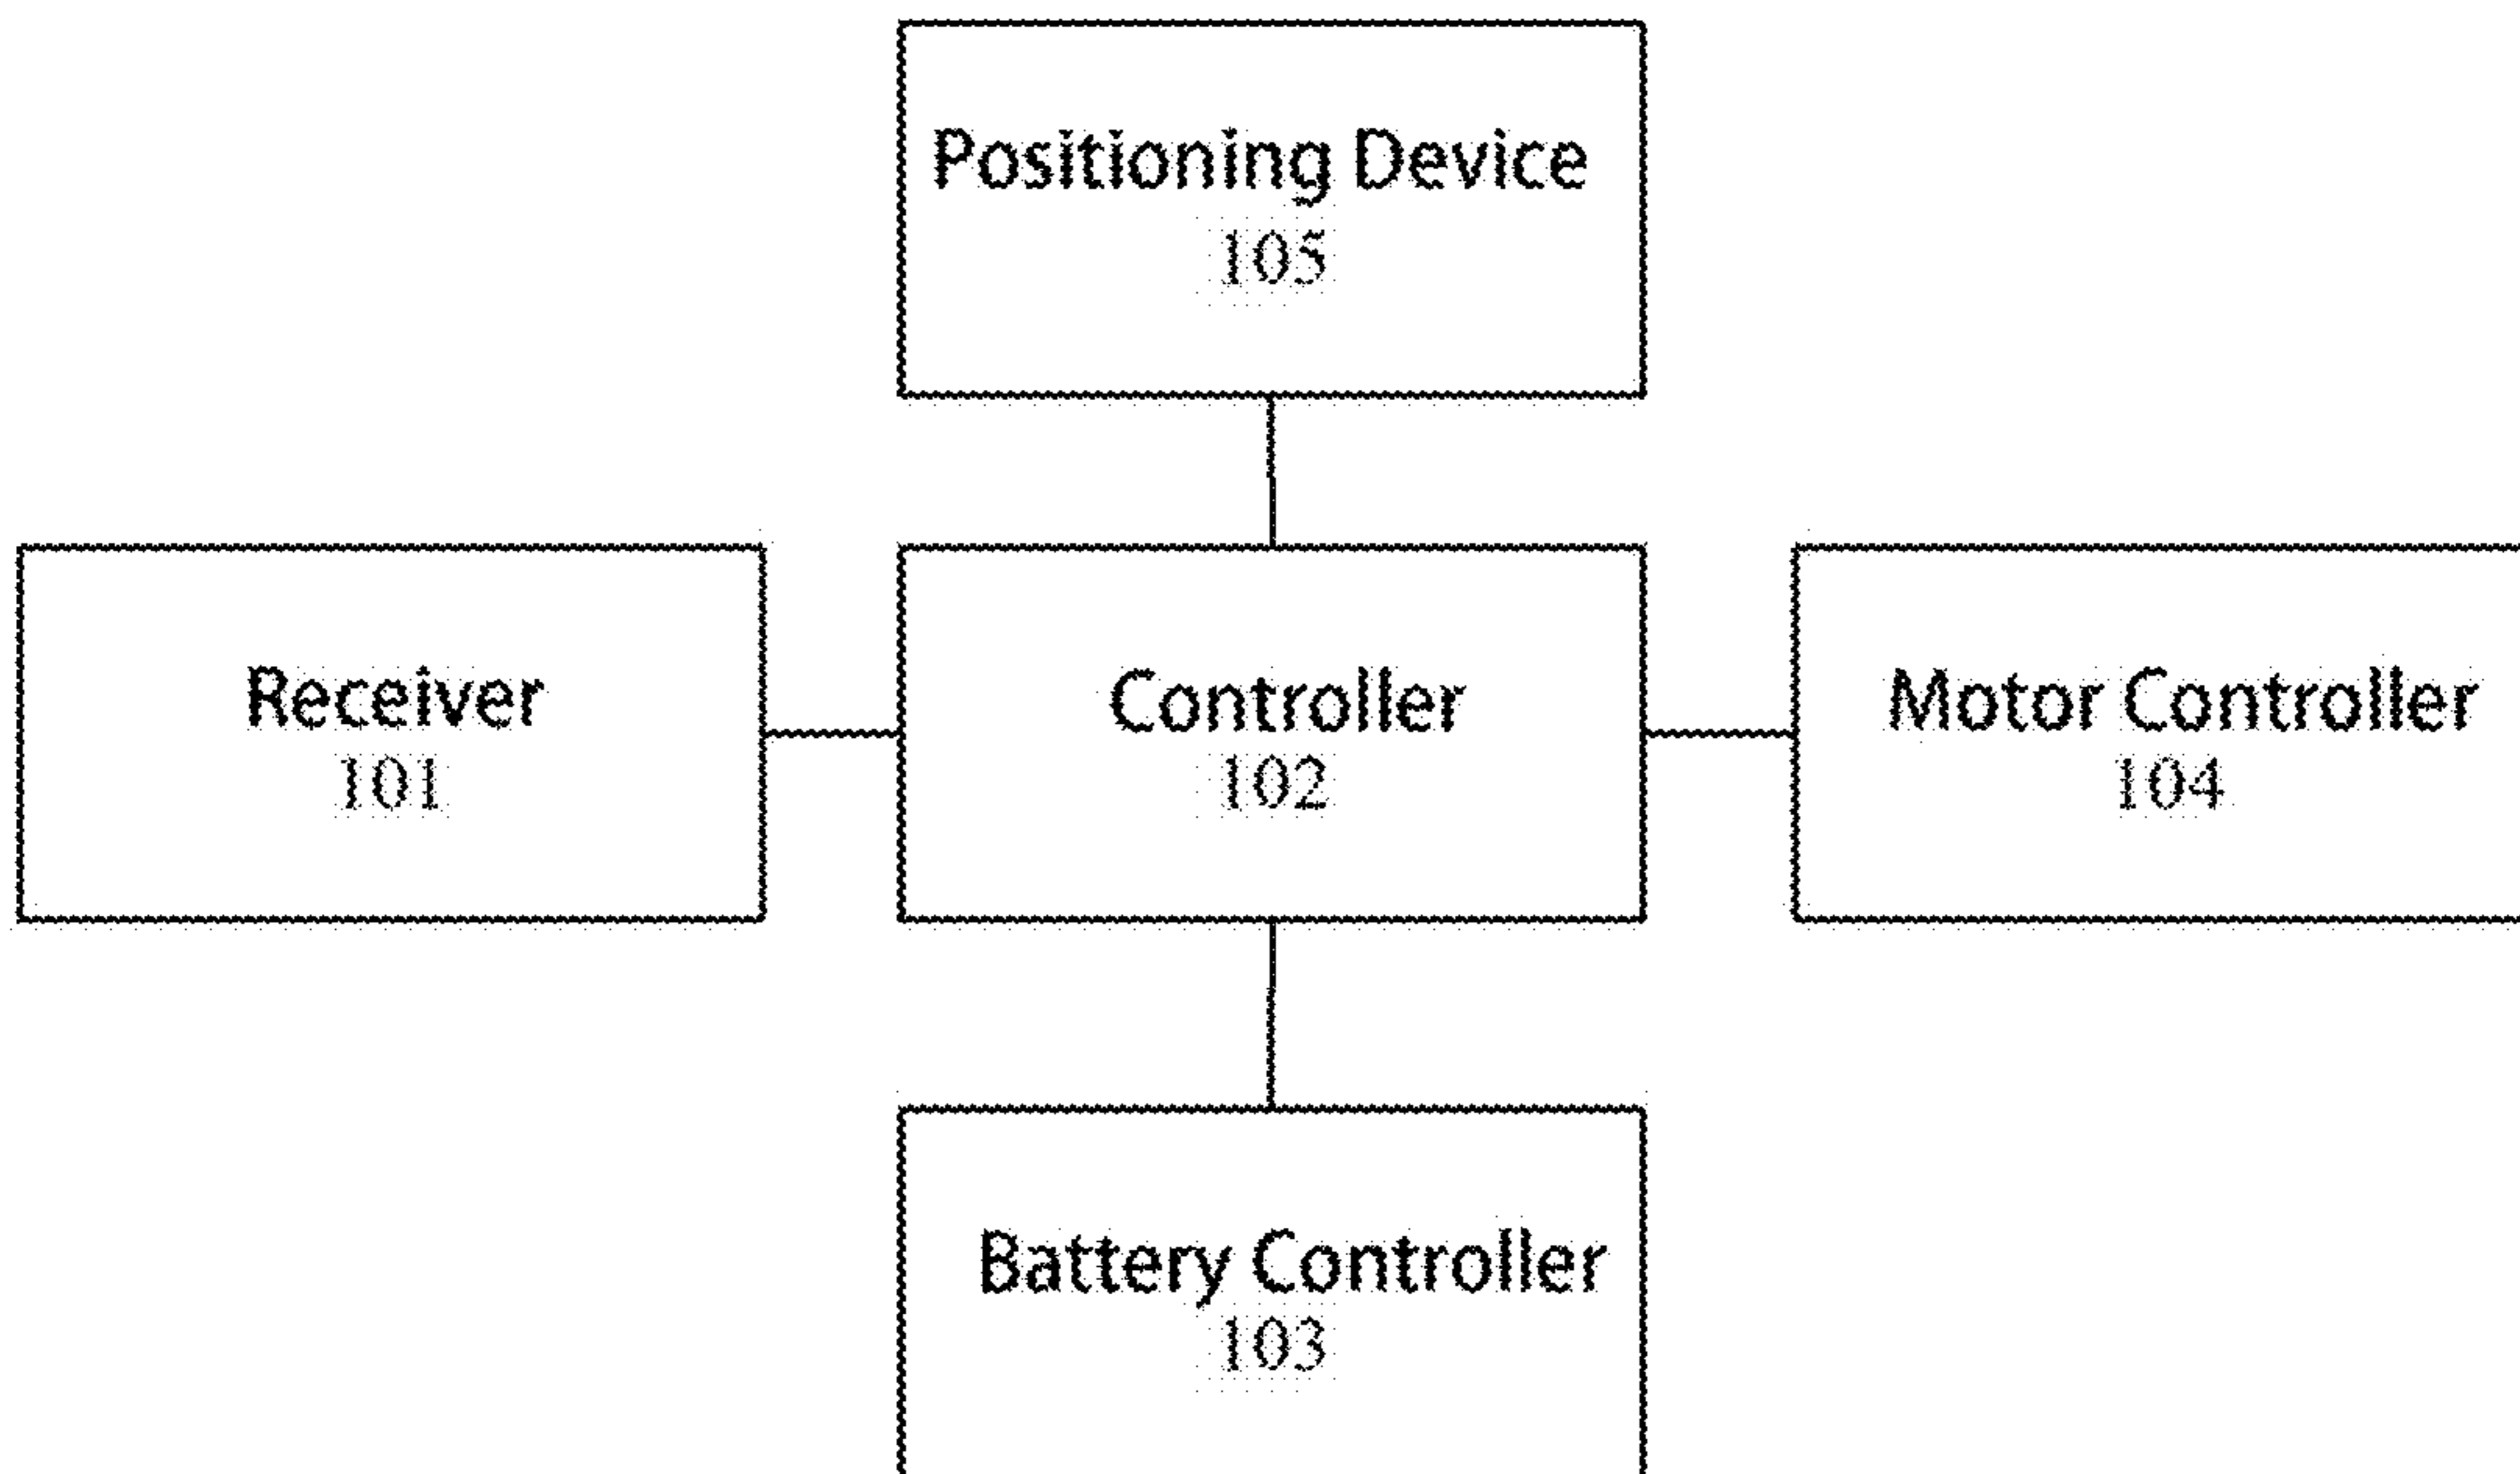 Positioning Device
105
Receiver
101
Controller
102
Motor Controller
104
Battery Controller
103